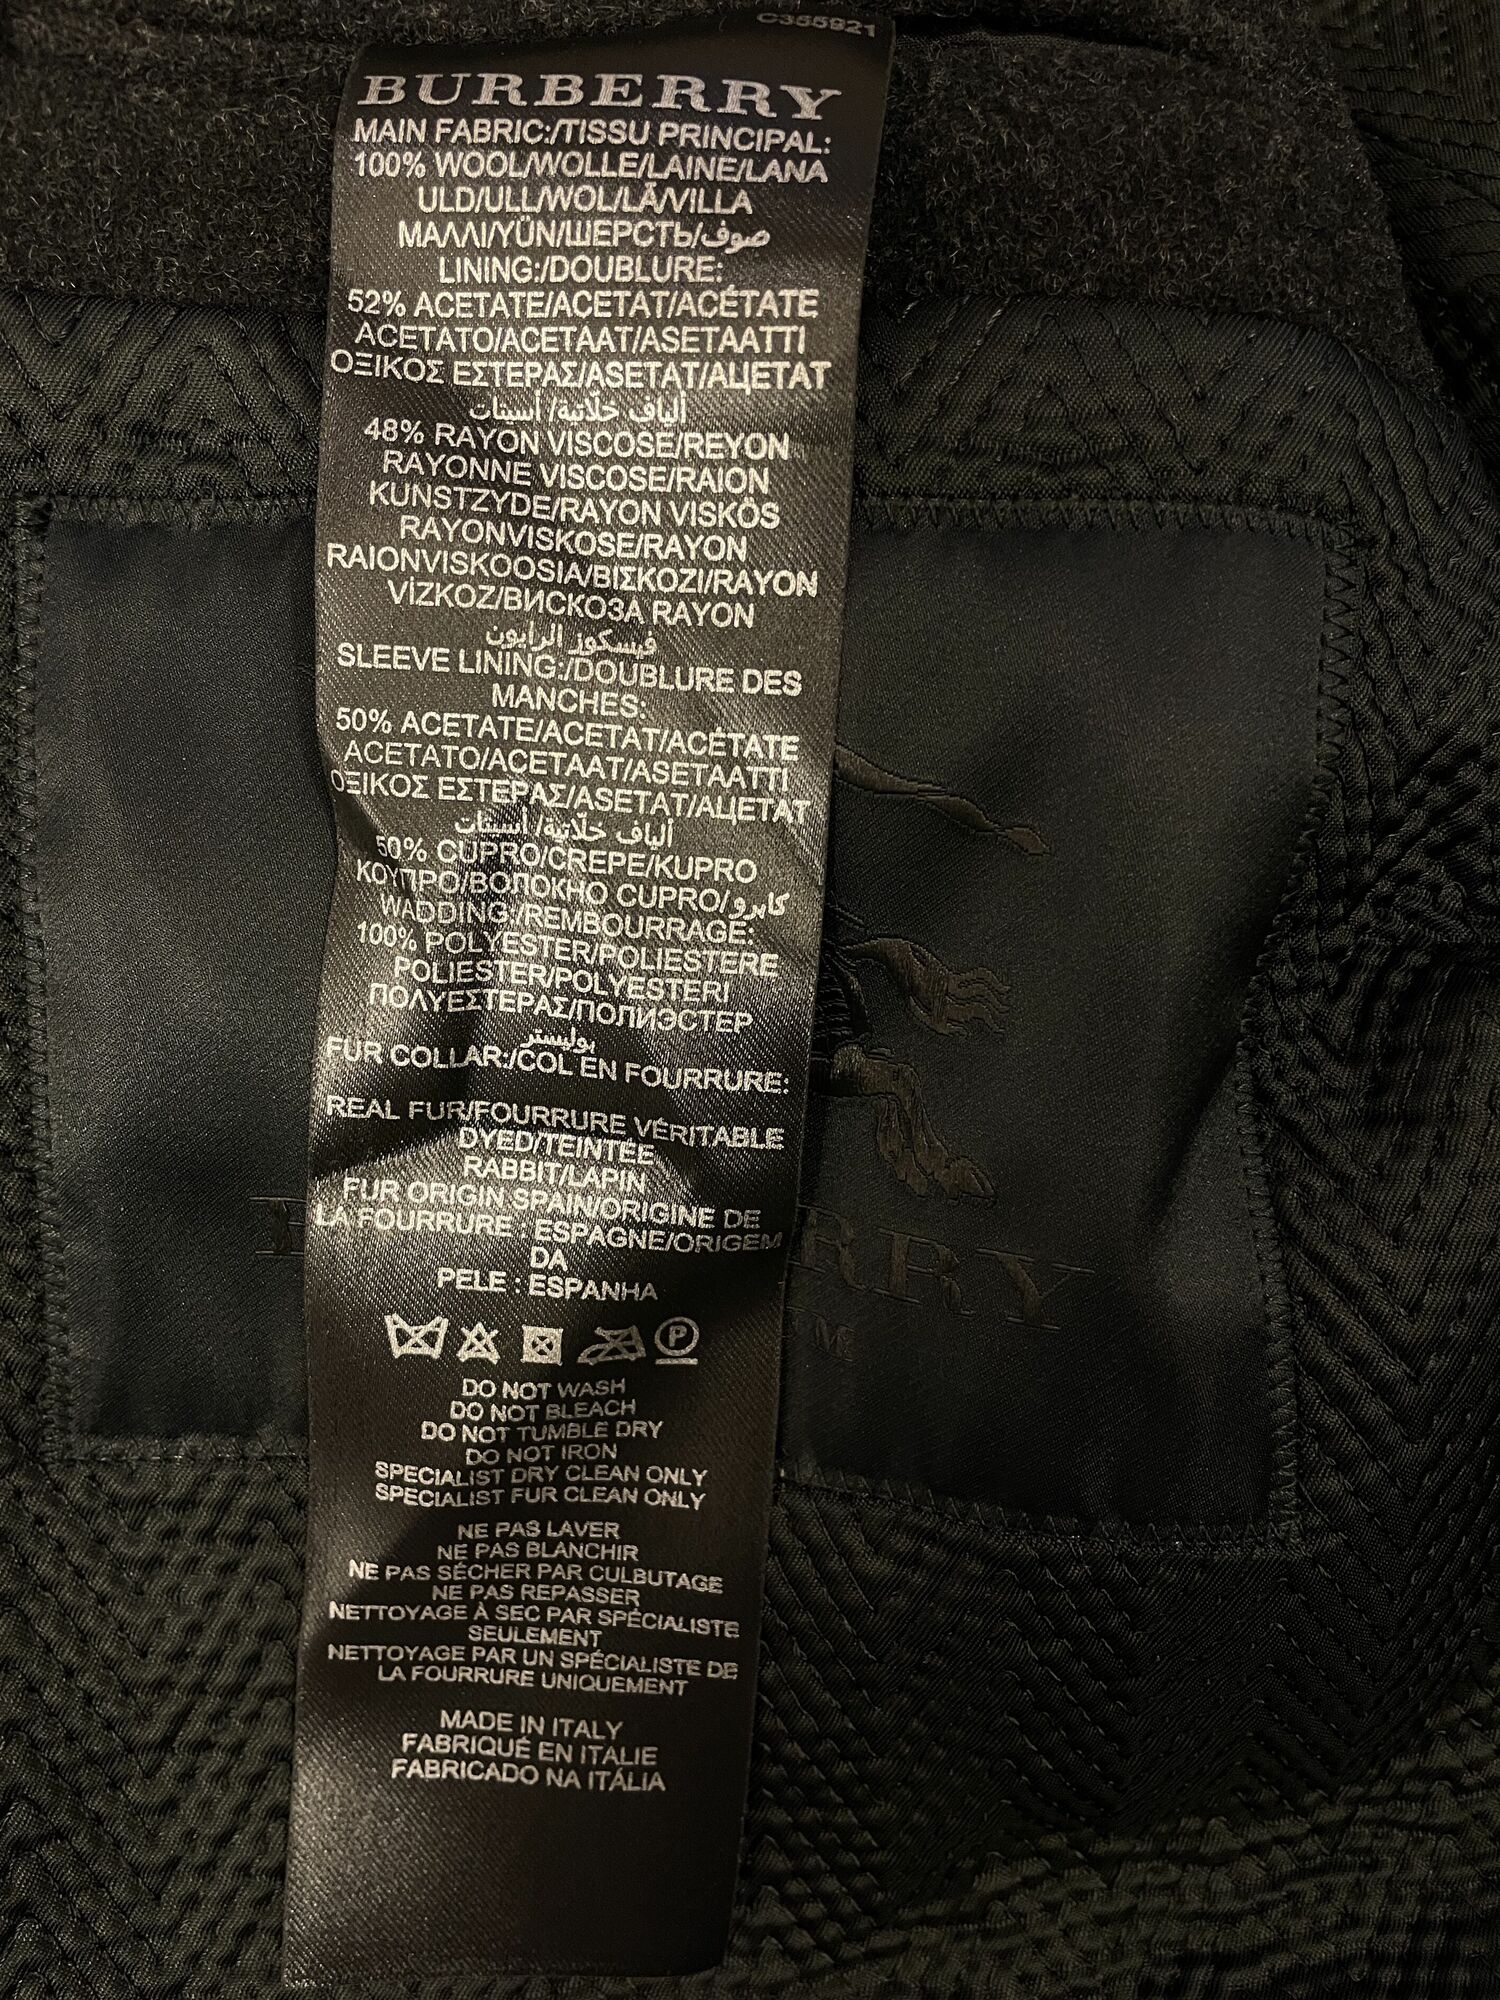 C355921
BURBERRY
MAIN FABRIC:/TISSU PRINCIPAL:
100% WOOL/WOLLE/LAINE/LANA
ULD/ULL/WOL/LÃ/VILLA
ΜΑΛΛΙ/YÜN/ШЕРСТЬ/صوف
LINING:/DOUBLURE:
52% ACETATE/ACETAT/ACÉTATE
ACETATO/ACETAAT/ASETAATTI
ΟΞΙΚΟΣ ΕΣΤΕΡΑΣ/ASETAT/АЦЕТАТ
ألياف خلّاتية/ أسيتات
48% RAYON VISCOSE/REYON
RAYONNE VISCOSE/RAION
KUNSTZYDE/RAYON VISKÓS
RAYONVISKOSE/RAYON
RAIONVISKOOSIA/ΒΙΣΚΟΖΙ/RAYON
VİZKOZ/ВИСКОЗА RAYON
فيسكوز الرايون
SLEEVE LINING:/DOUBLURE DES
MANCHES:
50% ACETATE/ACETAT/ACÉTATE
ACETATO/ACETAAT/ASETAATTI
ΟΞΙΚΟΣ ΕΣΤΕΡΑΣ/ASETAT/АЦЕТАТ
ألياف خلّاتية/ أسيتات
50% CUPRO/CREPE/KUPRO
ΚΟΥΠΡΟ/ВОЛОКНО CUPRO/كابرو
WADDING:/REMBOURRAGE:
100% POLYESTER/POLIESTERE
POLIESTER/POLYESTERI
ΠΟΛΥΕΣΤΕΡΑΣ/ПОЛИЭСТЕР
بوليستر
FUR COLLAR:/COL EN FOURRURE:
REAL FUR/FOURRURE VÉRITABLE
DYED/TEINTÉE
RABBIT/LAPIN
FUR ORIGIN SPAIN/ORIGINE DE
LA FOURRURE : ESPAGNE/ORIGEM
DA
PELE : ESPANHA
P
DO NOT WASH
DO NOT BLEACH
DO NOT TUMBLE DRY
DO NOT IRON
SPECIALIST DRY CLEAN ONLY
SPECIALIST FUR CLEAN ONLY
NE PAS LAVER
NE PAS BLANCHIR
NE PAS SÉCHER PAR CULBUTAGE
NE PAS REPASSER
NETTOYAGE À SEC PAR SPÉCIALISTE
SEULEMENT
NETTOYAGE PAR UN SPÉCIALISTE DE
LA FOURRURE UNIQUEMENT
MADE IN ITALY
FABRIQUÉ EN ITALIE
FABRICADO NA ITÁLIA